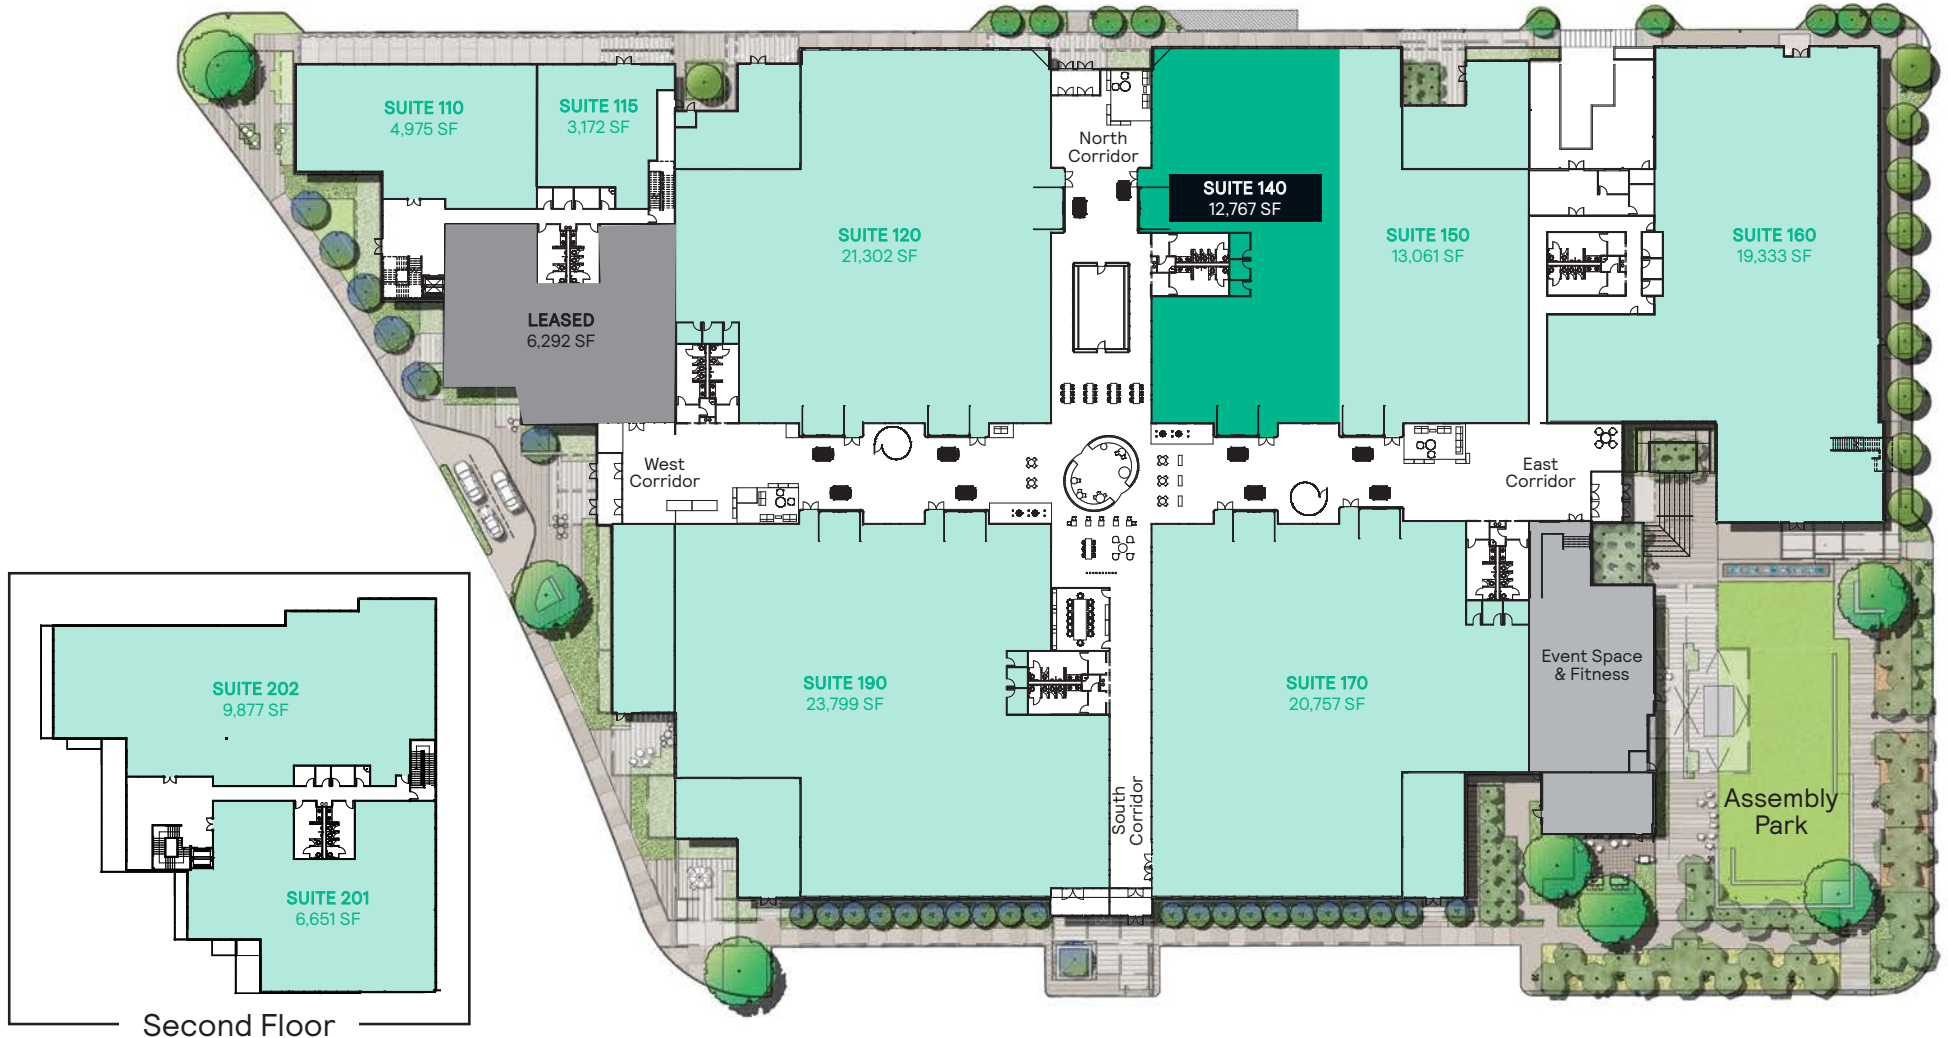 SUITE 110
4,975 SF
SUITE 115
3,172 SF
North
Corridor
SUITE 140
12,767 SF
SUITE 120
21,302 SF
SUITE 150
13,061 SF
SUITE 160
19,333 SF
LEASED
6,292 SF
West
Corridor
East
Corridor
SUITE 190
23,799 SF
SUITE 170
20,757 SF
Event Space
& Fitness
South
Corridor
Assembly
Park
SUITE 202
9,877 SF
SUITE 201
6,651 SF
Second Floor